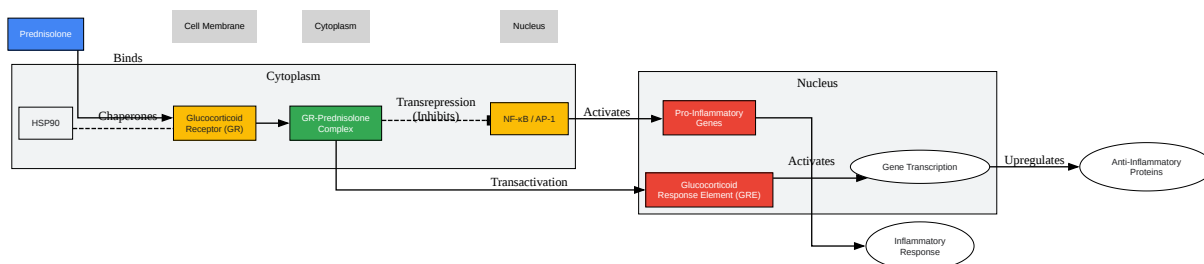 Prednisolone
Cell Membrane
Cytoplasm
Nucleus
Binds
Cytoplasm
Nucleus
HSP90
Chaperones
Glucocorticoid
Receptor (GR)
GR-Prednisolone
Complex
Transrepression
(Inhibits)
NF-κB / AP-1
Activates
Pro-Inflammatory
Genes
Transactivation
Glucocorticoid
Response Element (GRE)
Activates
Gene Transcription
Upregulates
Anti-Inflammatory
Proteins
Inflammatory
Response